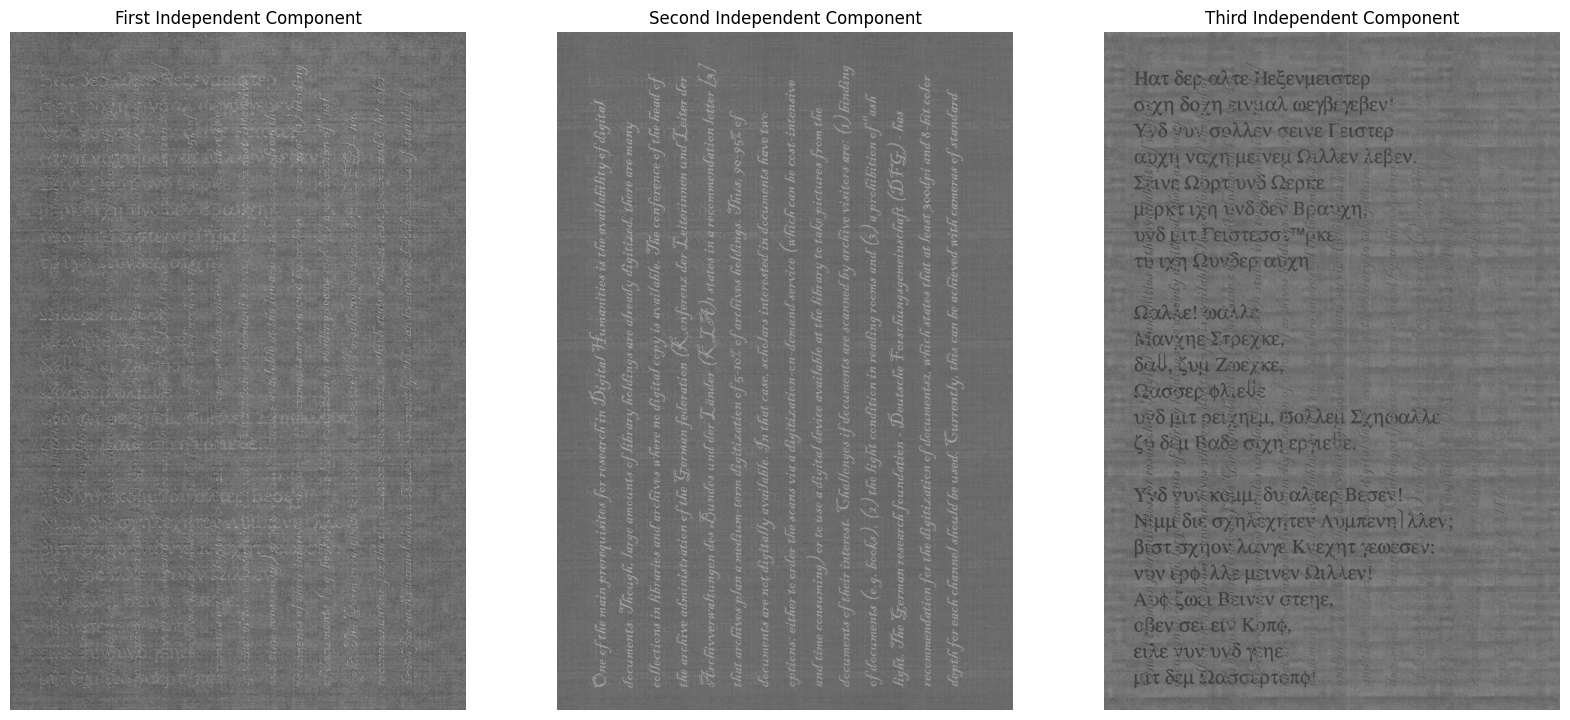 First Independent Component
Second Independent Component
Third Independent Component
One of the main prerequisites for research in Digital Humanities is the availability of digital
documents. Though, large amounts of library holdings are already digitized, there are many
collections in libraries and archives where no digital copy is available. The conference of the head of
the archive administration of the German federation (Konferenz der Leiterinnen und Leiter der
Archivverwaltungen des Bundes und der Länder (KLA)) states in a recommandation letter [3]
that archives plan a medium-term digitization of 5-10% of archives holdings. Thus, 90-95% of
documents are not digitally available. In that case, scholars interested in documents have two
options either to order the scans via a digitization-on-demand service (which can be cost-intensive
and time consuming) or to use a digital device available at the library to take pictures from the
documents of their interest. Challenges if documents are scanned by archive visitors are: (1) binding
of documents (e.g. books), (2) the light condition in reading rooms and (3) a prohibition of "ash
light. The German research foundation - Deutsche Forschungsgemeinschaft (DFG) has
recommendation for the digitization of documents2, which states that at least 300dpi and 8-bit color
depth for each channel should be used. Currently, this can be achieved with cameras of standard
Ηατ δερ αλτε Ηεξενμειστερ
σιχη δοχη εινμαλ ωεγβεγεβεν!
Υνδ νυν σολλεν σεινε Γειστερ
αυχη ναχη μεινεμ Ωιλλεν λεβεν.
Σεινε Ωορτ υνδ Ωερκε
μερκτ ιχη υνδ δεν Βραυχη,
υνδ μιτ Γειστεσστ™ρκε
τυ ιχη Ωυνδερ αυχη
Ωαλλε! ωαλλε
Μανχηε Στρεχκε,
δα⇓, ζυμ Ζωεχκε,
Ωασσερ φλιε⇓ε
υνδ μιτ ρειχηεμ, ϖολλεμ Σχηωαλλε
ζυ δεμ Βαδε σιχη εργιε⇓ε.
Υνδ νυν κομμ, δυ αλτερ Βεσεν!
Νιμμ διε σχηλεχητεν Λυμπενη⎫λλεν;
βιστ σχηον λανγε Κνεχητ γεωεσεν:
νυν ερφ⎫λλε μεινεν Ωιλλεν!
Αυφ ζωει Βεινεν στεηε,
οβεν σει ειν Κοπφ,
ειλε νυν υνδ γεηε
μιτ δεμ Ωασσερτοπφ!